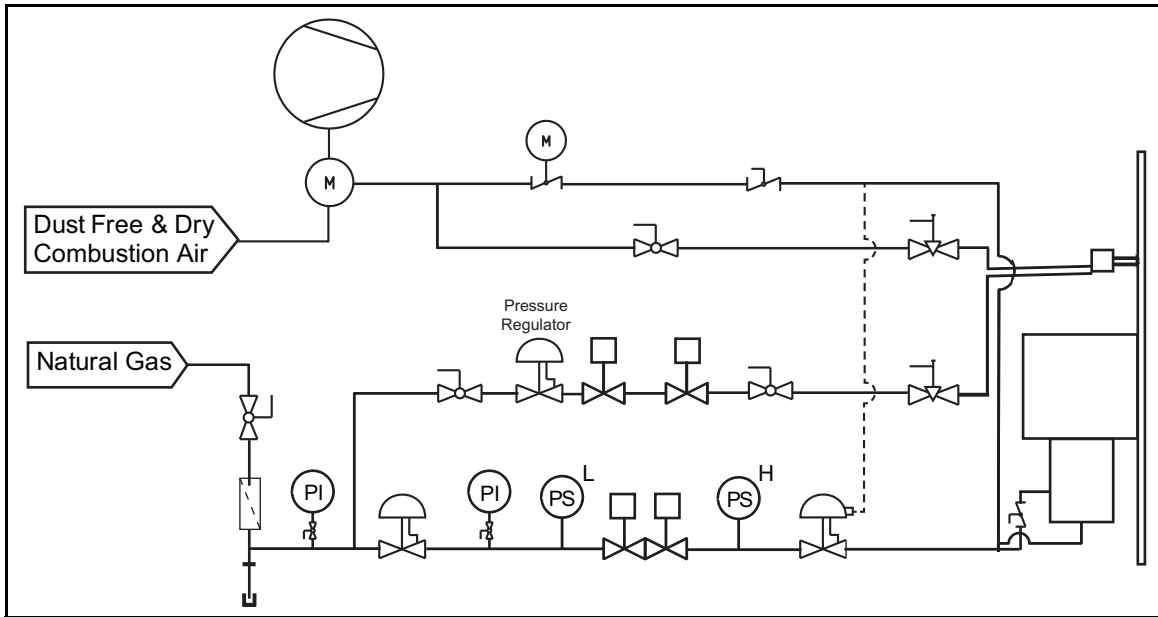 M
M
Dust Free & Dry
Combustion Air
Pressure
Regulator
Natural Gas
PI
PI
PS
L
PS
H